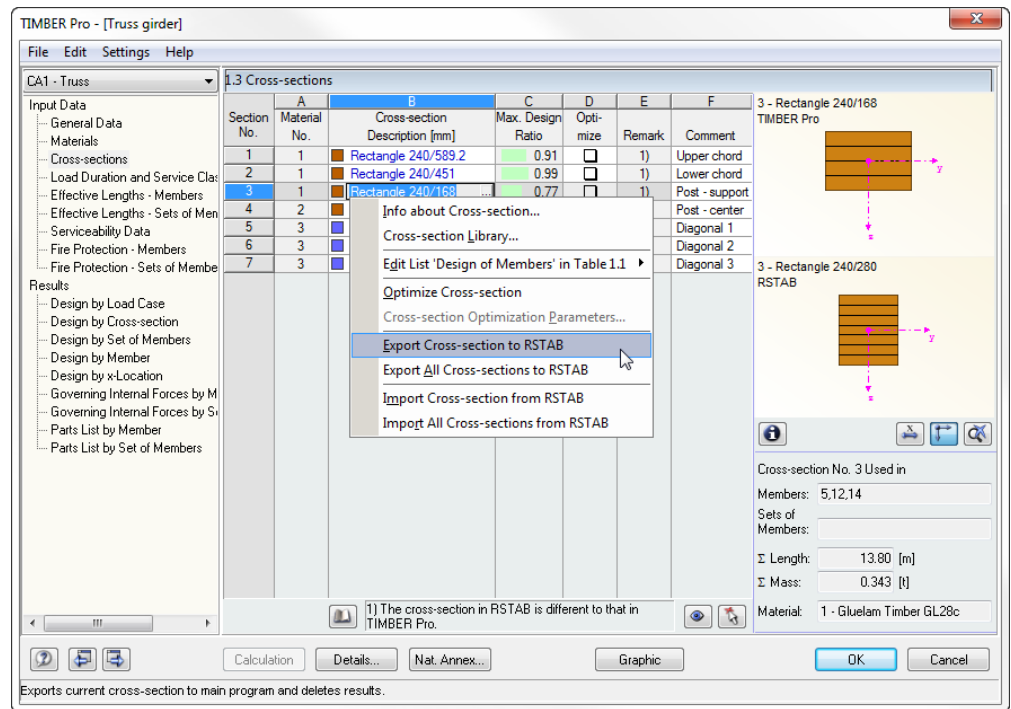 TIMBER Pro - [Truss girder]
File Edit Settings Help
CA1 - Truss
1.3 Cross-sections
Input Data
General Data
Materials
Cross-sections
Load Duration and Service Clas
Effective Lengths - Members
Effective Lengths - Sets of Men
Serviceability Data
Fire Protection - Members
Fire Protection - Sets of Membe
Results
Design by Load Case
Design by Cross-section
Design by Set of Members
Design by Member
Design by x-Location
Governing Internal Forces by M
Governing Internal Forces by S
Parts List by Member
Parts List by Set of Members
A B C D E F
Section Material Cross-section Max. Design Opti-
No. No. Description [mm] Ratio mize Remark Comment
1 1 Rectangle 240/589.2 0.91 1) Upper chord
2 1 Rectangle 240/451 0.99 1) Lower chord
3 1 Rectangle 240/168 ... 0.77 1) Post - support
4 2 Post - center
5 3 Diagonal 1
6 3 Diagonal 2
7 3 Diagonal 3
Info about Cross-section...
Cross-section Library...
Edit List 'Design of Members' in Table 1.1
Optimize Cross-section
Cross-section Optimization Parameters...
Export Cross-section to RSTAB
Export All Cross-sections to RSTAB
Import Cross-section from RSTAB
Import All Cross-sections from RSTAB
1) The cross-section in RSTAB is different to that in
TIMBER Pro.
3 - Rectangle 240/168
TIMBER Pro
y
z
3 - Rectangle 240/280
RSTAB
y
z
x
Cross-section No. 3 Used in
Members: 5,12,14
Sets of
Members:
Σ Length: 13.80 [m]
Σ Mass: 0.343 [t]
Material: 1 - Gluelam Timber GL28c
Calculation Details... Nat. Annex... Graphic OK Cancel
Exports current cross-section to main program and deletes results.